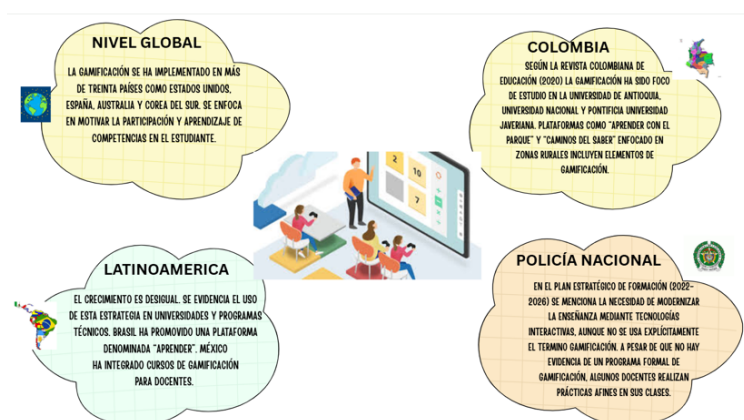 NIVEL GLOBAL
LA GAMIFICACIÓN SE HA IMPLEMENTADO EN MÁS
DE TREINTA PAÍSES COMO ESTADOS UNIDOS,
ESPAÑA, AUSTRALIA Y COREA DEL SUR. SE ENFOCA
EN MOTIVAR LA PARTICIPACIÓN Y APRENDIZAJE DE
COMPETENCIAS EN EL ESTUDIANTE.
COLOMBIA
SEGÚN LA REVISTA COLOMBIANA DE
EDUCACIÓN (2020) LA GAMIFICACIÓN HA SIDO FOCO
DE ESTUDIO EN LA UNIVERSIDAD DE ANTIOQUIA,
UNIVERSIDAD NACIONAL Y PONTIFICIA UNIVERSIDAD
JAVERIANA. PLATAFORMAS COMO "APRENDER CON EL
PARQUE" Y "CAMINOS DEL SABER" ENFOCADO EN
ZONAS RURALES INCLUYEN ELEMENTOS DE
GAMIFICACIÓN.
2
10
7
LATINOAMERICA
EL CRECIMIENTO ES DESIGUAL. SE EVIDENCIA EL USO
DE ESTA ESTRATEGIA EN UNIVERSIDADES Y PROGRAMAS
TÉCNICOS. BRASIL HA PROMOVIDO UNA PLATAFORMA
DENOMINADA "APRENDER". MÉXICO
HA INTEGRADO CURSOS DE GAMIFICACIÓN
PARA DOCENTES.
POLICÍA NACIONAL
EN EL PLAN ESTRATÉGICO DE FORMACIÓN (2022-
2026) SE MENCIONA LA NECESIDAD DE MODERNIZAR
LA ENSEÑANZA MEDIANTE TECNOLOGÍAS
INTERACTIVAS, AUNQUE NO SE USA EXPLÍCITAMENTE
EL TERMINO GAMIFICACIÓN. A PESAR DE QUE NO HAY
EVIDENCIA DE UN PROGRAMA FORMAL DE
GAMIFICACIÓN, ALGUNOS DOCENTES REALIZAN
PRÁCTICAS AFINES EN SUS CLASES.